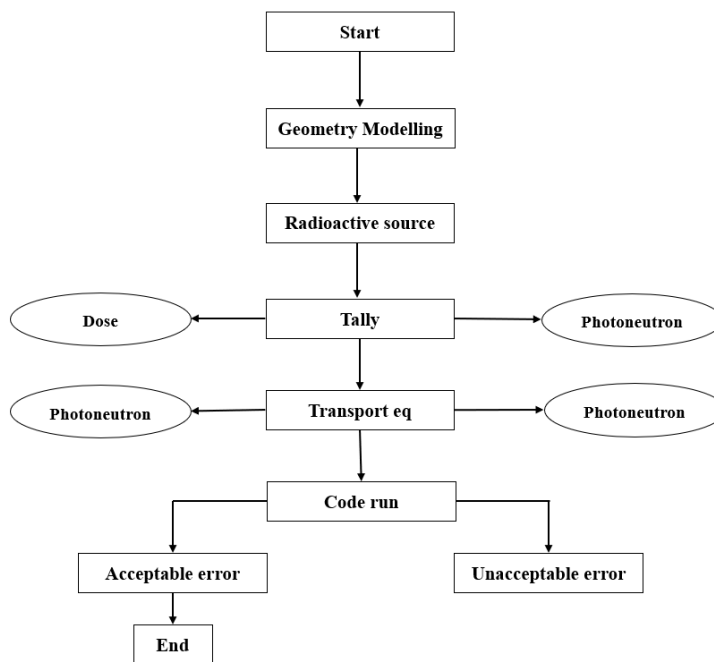 Start
Geometry Modelling
Radioactive source
Dose
Tally
Photoneutron
Photoneutron
Transport eq
Photoneutron
Code run
Acceptable error
Unacceptable error
End